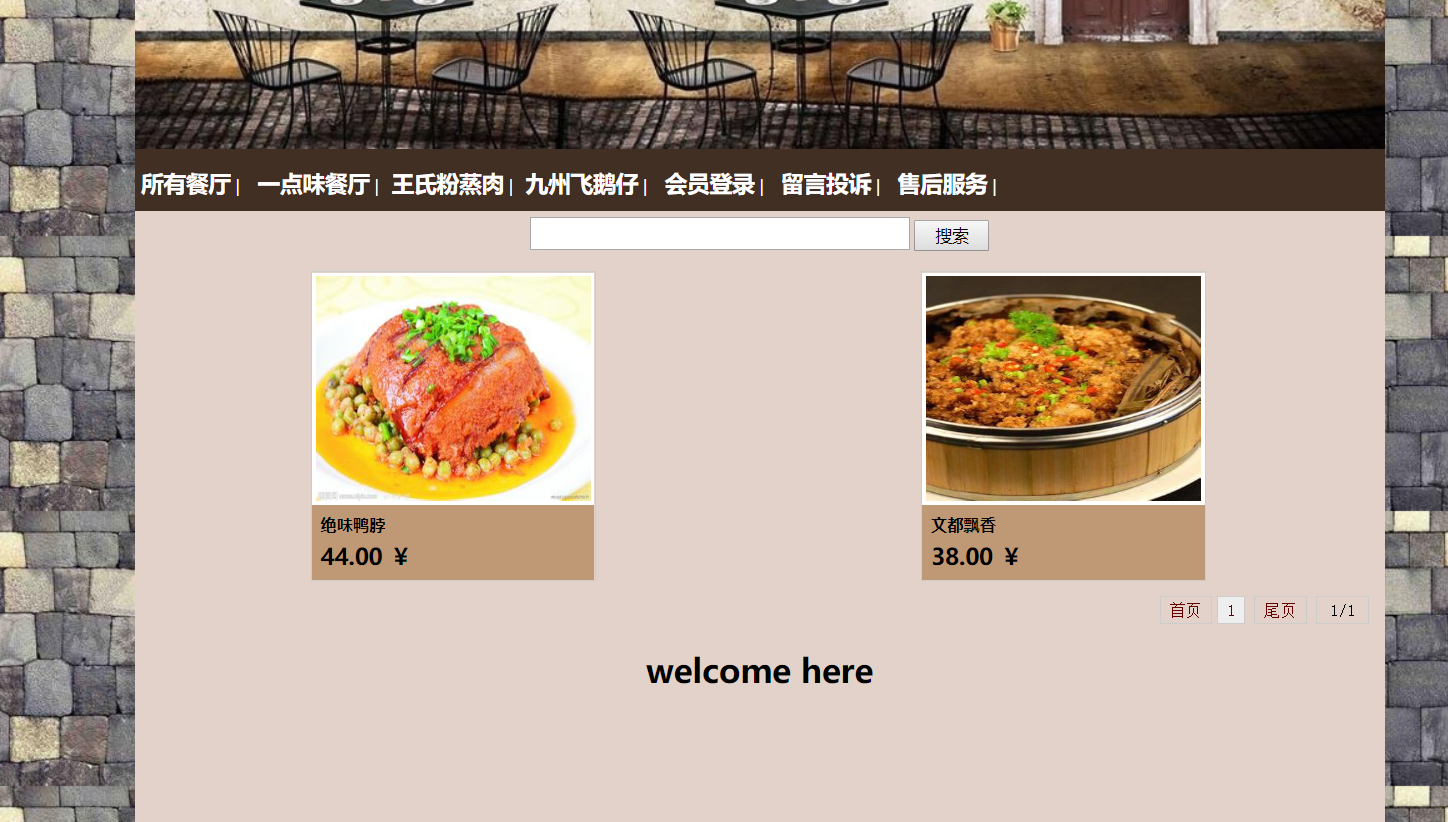 所有餐厅 | 一点味餐厅 | 王氏粉蒸肉 | 九州飞鹅仔 | 会员登录 | 留言投诉 | 售后服务 |
搜索
绝味鸭脖
44.00 ¥
文都飘香
38.00 ¥
首页 1 尾页 1/1
welcome here